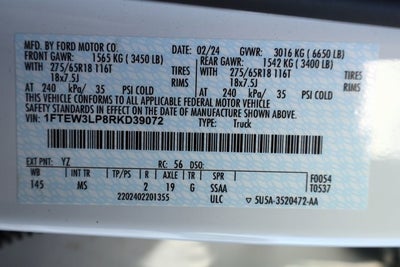 MFD. BY FORD MOTOR CO. 02/24 GVWR: 3016 KG (6650 LB)
FRONT GAWR: 1565 KG (3450 LB) REAR GAWR: 1542 KG (3400 LB)
WITH 275/65R18 116T TIRES WITH 275/65R18 116T TIRES
18x7.5J RIMS 18x7.5J RIMS
AT 240 kPa/ 35 PSI COLD AT 240 kPa/ 35 PSI COLD
THIS VEHICLE CONFORMS TO ALL APPLICABLE FEDERAL MOTOR VEHICLE
SAFETY STANDARDS IN EFFECT ON THE DATE OF MANUFACTURE SHOWN ABOVE.
VIN: 1FTEW3LP8RKD39072 TYPE: Truck
EXT PNT: YZ RC: 56 DSO: F0054
WB INT TR TP/PS R AXLE TR SPR T0537
145 MS 2 19 G SSAA
2202402201355 ULC 5U5A-3520472-AA